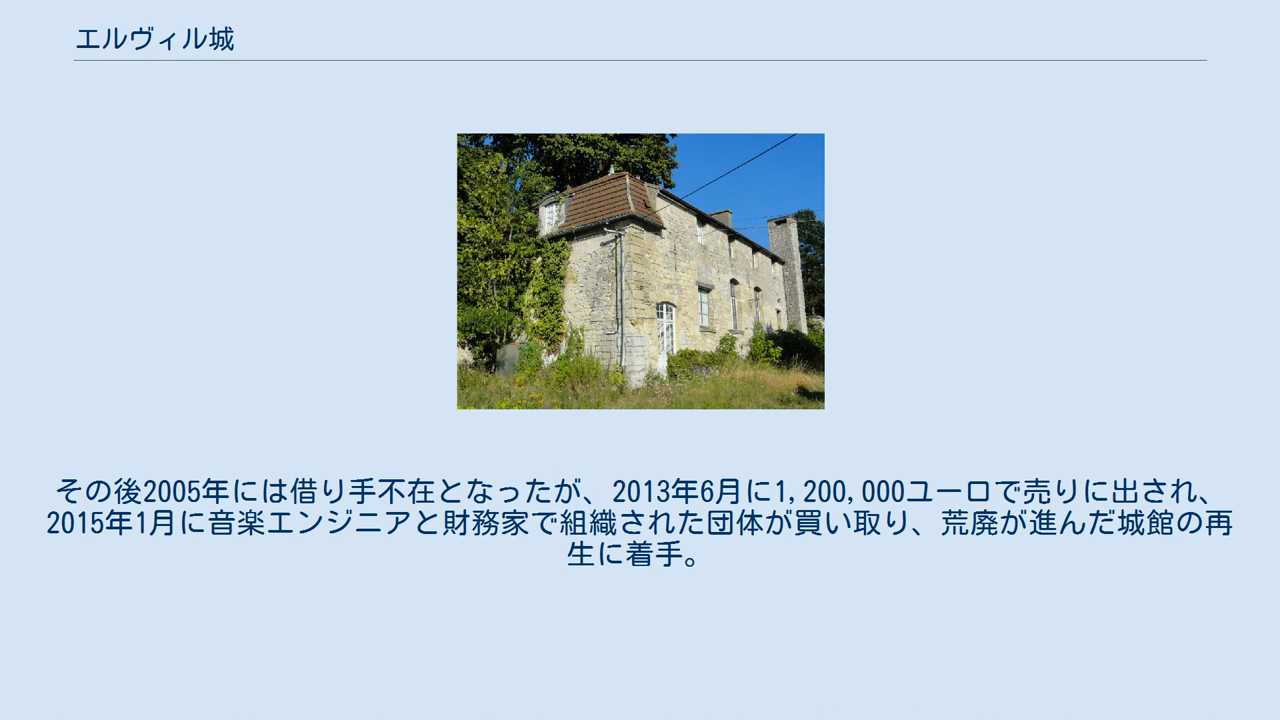 エルヴィル城
その後2005年には借り手不在となったが、2013年6月に1,200,000ユーロで売りに出され、
2015年1月に音楽エンジニアと財務家で組織された団体が買い取り、荒廃が進んだ城館の再
生に着手。